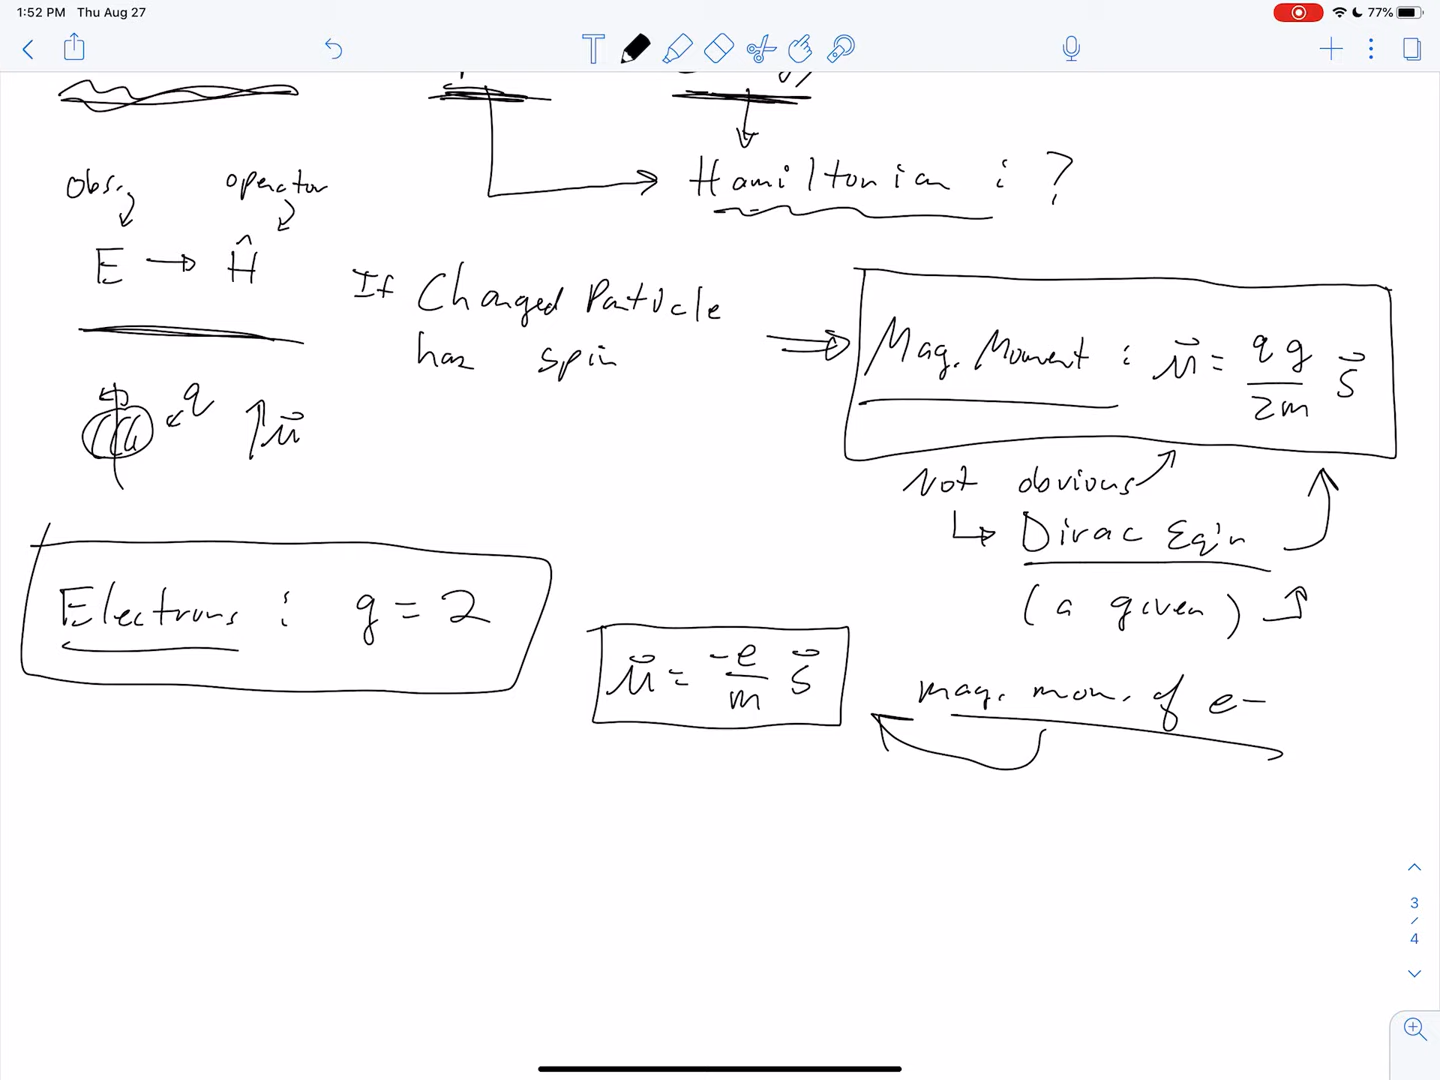 1:52 PM Thu Aug 27
77%
T
Hamiltonian : ?
Obs.
operator
E → Ĥ
If Charged Particle
has spin
⇒ Mag. Moment : μ⃗ = qg/2m S⃗
q ↑μ⃗
Not obvious
↳ Dirac Eq'n
(a given)
Electrons : g = 2
μ⃗ = -e/m S⃗
mag. mom. of e-
3
/
4